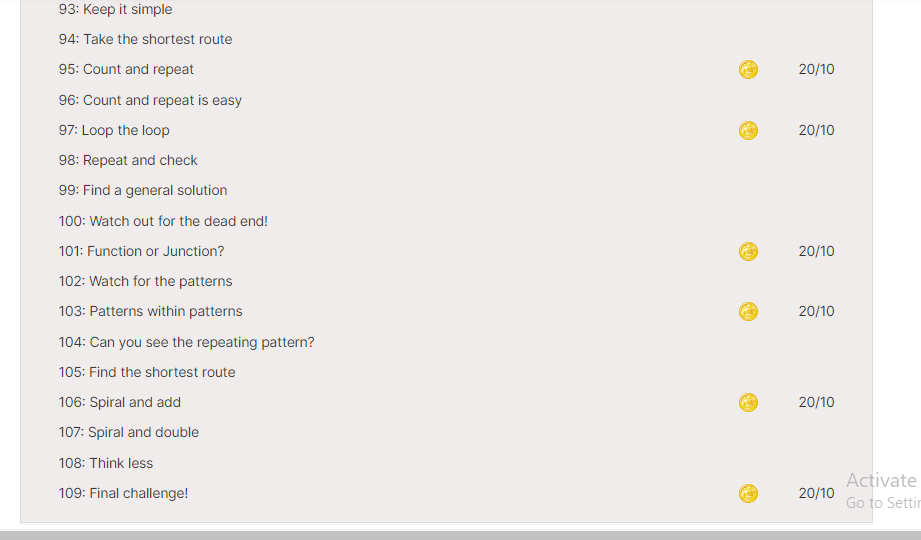 93: Keep it simple
94: Take the shortest route
95: Count and repeat 20/10
96: Count and repeat is easy
97: Loop the loop 20/10
98: Repeat and check
99: Find a general solution
100: Watch out for the dead end!
101: Function or Junction? 20/10
102: Watch for the patterns
103: Patterns within patterns 20/10
104: Can you see the repeating pattern?
105: Find the shortest route
106: Spiral and add 20/10
107: Spiral and double
108: Think less
109: Final challenge! 20/10
Activate
Go to Settin